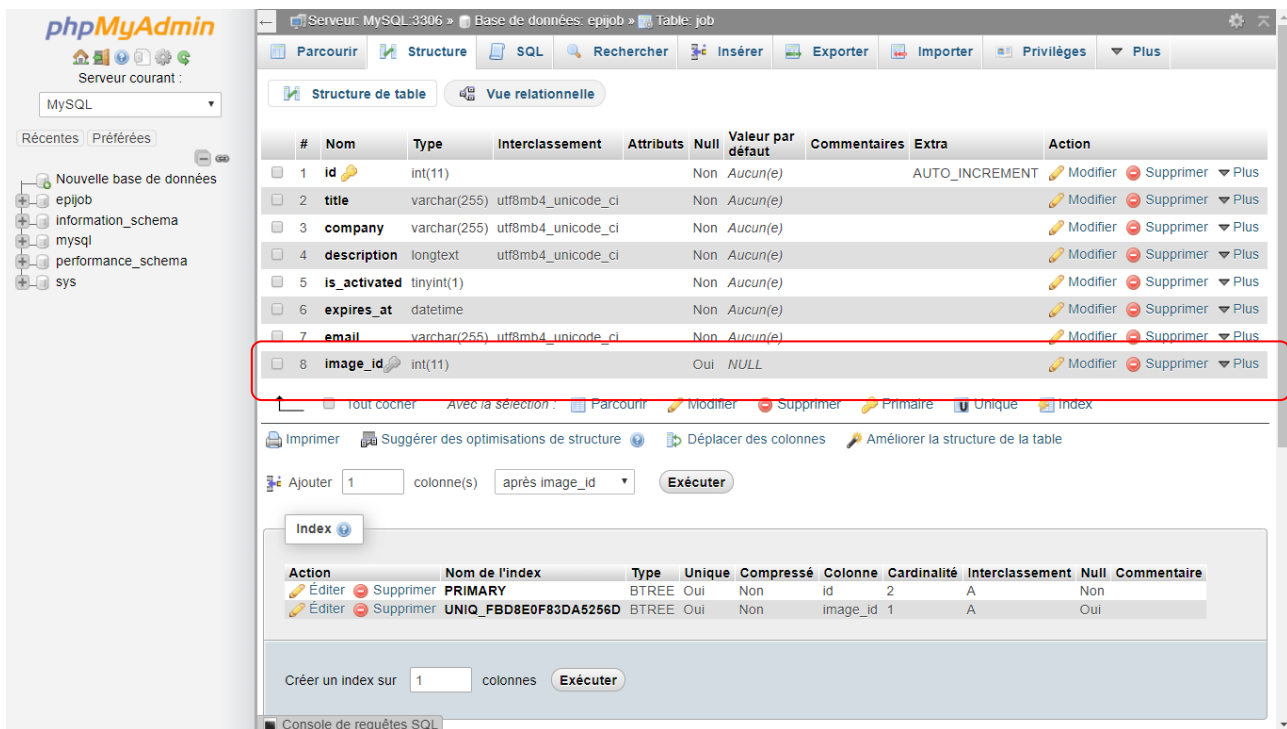 phpMyAdmin
Serveur courant :
MySQL
Récentes Préférées
Nouvelle base de données
epijob
information_schema
mysql
performance_schema
sys
Serveur: MySQL:3306 » Base de données: epijob » Table: job
Parcourir Structure SQL Rechercher Insérer Exporter Importer Privilèges Plus
Structure de table Vue relationnelle
# Nom Type Interclassement Attributs Null Valeur par défaut Commentaires Extra Action
1 id int(11) Non Aucun(e) AUTO_INCREMENT Modifier Supprimer Plus
2 title varchar(255) utf8mb4_unicode_ci Non Aucun(e) Modifier Supprimer Plus
3 company varchar(255) utf8mb4_unicode_ci Non Aucun(e) Modifier Supprimer Plus
4 description longtext utf8mb4_unicode_ci Non Aucun(e) Modifier Supprimer Plus
5 is_activated tinyint(1) Non Aucun(e) Modifier Supprimer Plus
6 expires_at datetime Non Aucun(e) Modifier Supprimer Plus
7 email varchar(255) utf8mb4_unicode_ci Non Aucun(e) Modifier Supprimer Plus
8 image_id int(11) Oui NULL Modifier Supprimer Plus
Tout cocher Avec la sélection : Parcourir Modifier Supprimer Primaire Unique Index
Imprimer Suggérer des optimisations de structure Déplacer des colonnes Améliorer la structure de la table
Ajouter 1 colonne(s) après image_id Exécuter
Index
Action Nom de l'index Type Unique Compressé Colonne Cardinalité Interclassement Null Commentaire
Éditer Supprimer PRIMARY BTREE Oui Non id 2 A Non
Éditer Supprimer UNIQ_FBD8E0F83DA5256D BTREE Oui Non image_id 1 A Oui
Créer un index sur 1 colonnes Exécuter
Console de requêtes SQL